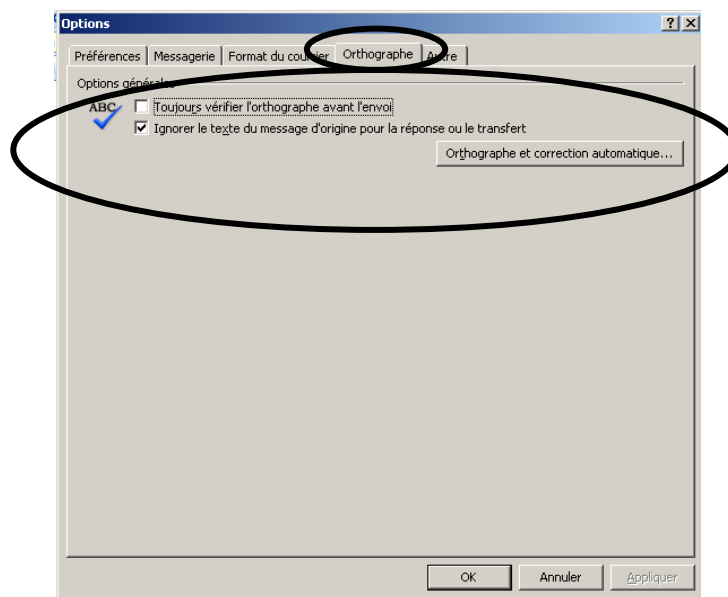 Options
Préférences Messagerie Format du courrier Orthographe Autre
Options générales
ABC Toujours vérifier l'orthographe avant l'envoi
Ignorer le texte du message d'origine pour la réponse ou le transfert
Orthographe et correction automatique...
OK Annuler Appliquer